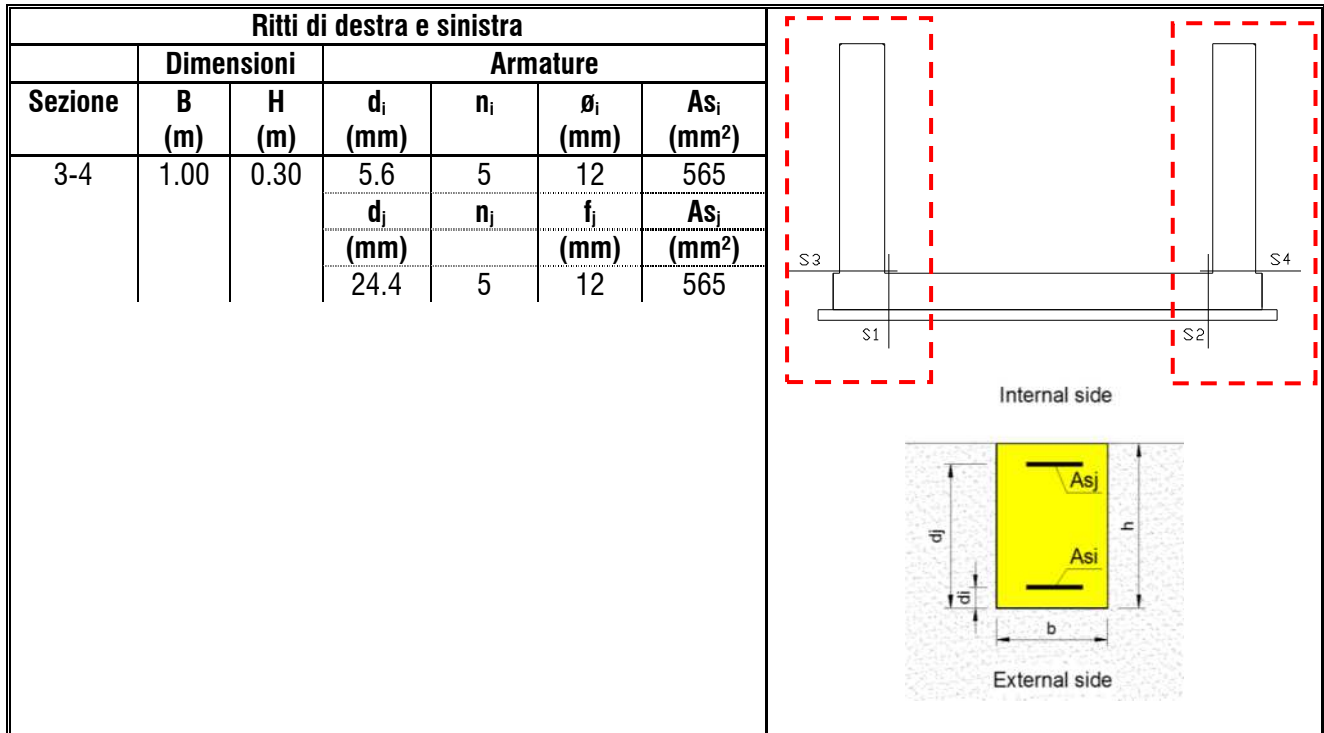 Ritti di destra e sinistra
Dimensioni Armature
Sezione B H dᵢ nᵢ øᵢ Asᵢ
(m) (m) (mm) (mm) (mm²)
3-4 1.00 0.30 5.6 5 12 565
dⱼ nⱼ fⱼ Asⱼ
(mm) (mm) (mm²)
24.4 5 12 565
S3 S4
S1 S2
Internal side
Asj
dj h
Asi
di
b
External side